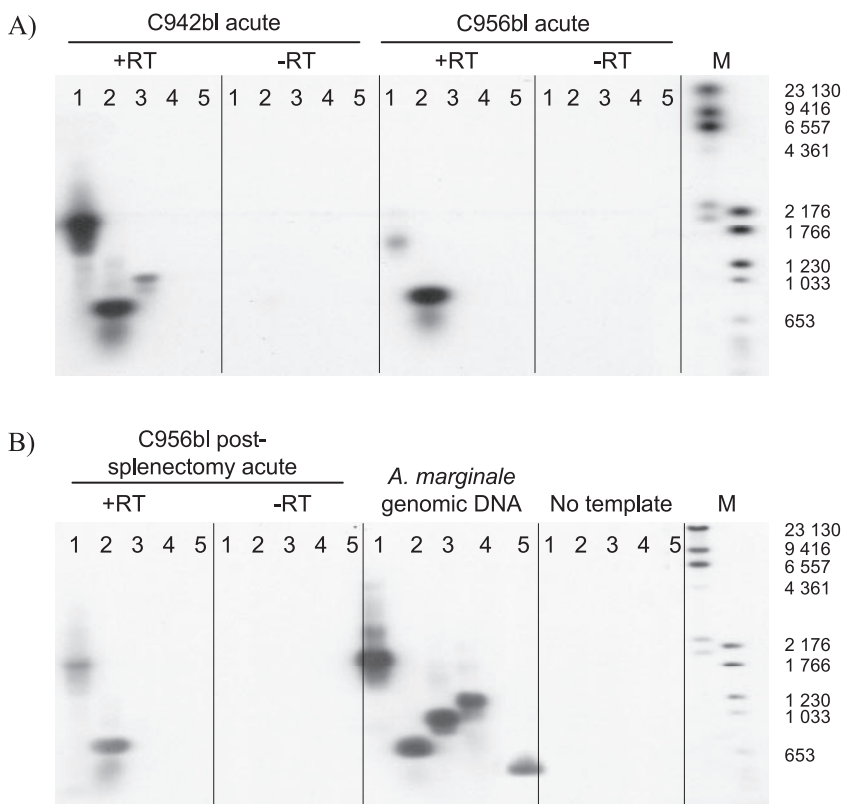 A)
C942bl acute
C956bl acute
+RT -RT +RT -RT M
1 2 3 4 5 1 2 3 4 5 1 2 3 4 5 1 2 3 4 5
23 130
9 416
6 557
4 361
2 176
1 766
1 230
1 033
653
B)
C956bl post-
splenectomy acute
+RT -RT
A. marginale
genomic DNA
No template
M
1 2 3 4 5 1 2 3 4 5 1 2 3 4 5 1 2 3 4 5
23 130
9 416
6 557
4 361
2 176
1 766
1 230
1 033
653